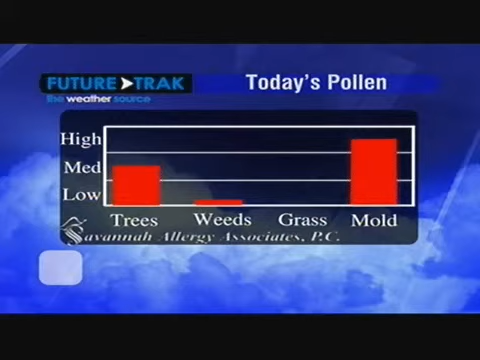 FUTURE TRAK
the weather source
Today's Pollen
High
Med
Low
Trees Weeds Grass Mold
Savannah Allergy Associates, P.C.